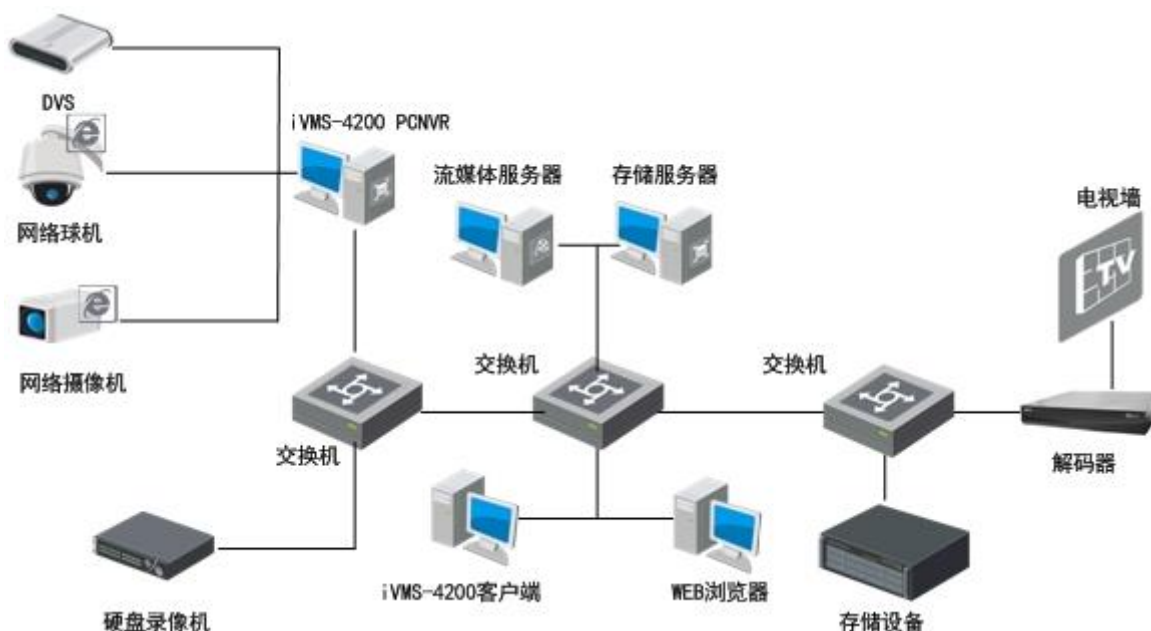 DVS
iVMS-4200 PCNVR
流媒体服务器
存储服务器
电视墙
TV
网络球机
网络摄像机
交换机
交换机
交换机
解码器
硬盘录像机
iVMS-4200客户端
WEB浏览器
存储设备